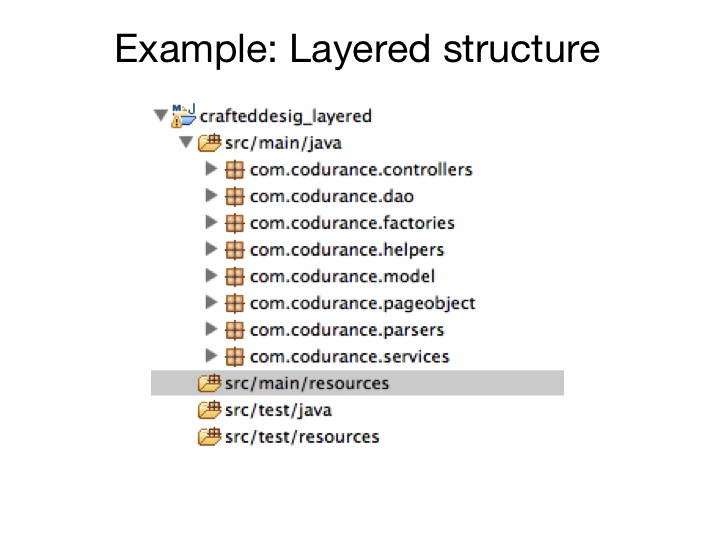 Example: Layered structure
crafteddesig_layered
src/main/java
com.codurance.controllers
com.codurance.dao
com.codurance.factories
com.codurance.helpers
com.codurance.model
com.codurance.pageobject
com.codurance.parsers
com.codurance.services
src/main/resources
src/test/java
src/test/resources